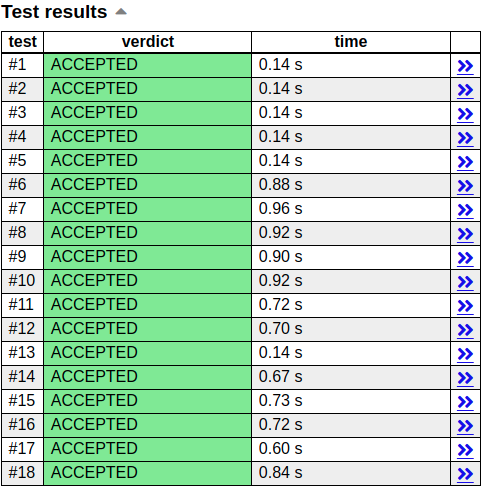 Test results
test verdict time
#1 ACCEPTED 0.14 s »
#2 ACCEPTED 0.14 s »
#3 ACCEPTED 0.14 s »
#4 ACCEPTED 0.14 s »
#5 ACCEPTED 0.14 s »
#6 ACCEPTED 0.88 s »
#7 ACCEPTED 0.96 s »
#8 ACCEPTED 0.92 s »
#9 ACCEPTED 0.90 s »
#10 ACCEPTED 0.92 s »
#11 ACCEPTED 0.72 s »
#12 ACCEPTED 0.70 s »
#13 ACCEPTED 0.14 s »
#14 ACCEPTED 0.67 s »
#15 ACCEPTED 0.73 s »
#16 ACCEPTED 0.72 s »
#17 ACCEPTED 0.60 s »
#18 ACCEPTED 0.84 s »